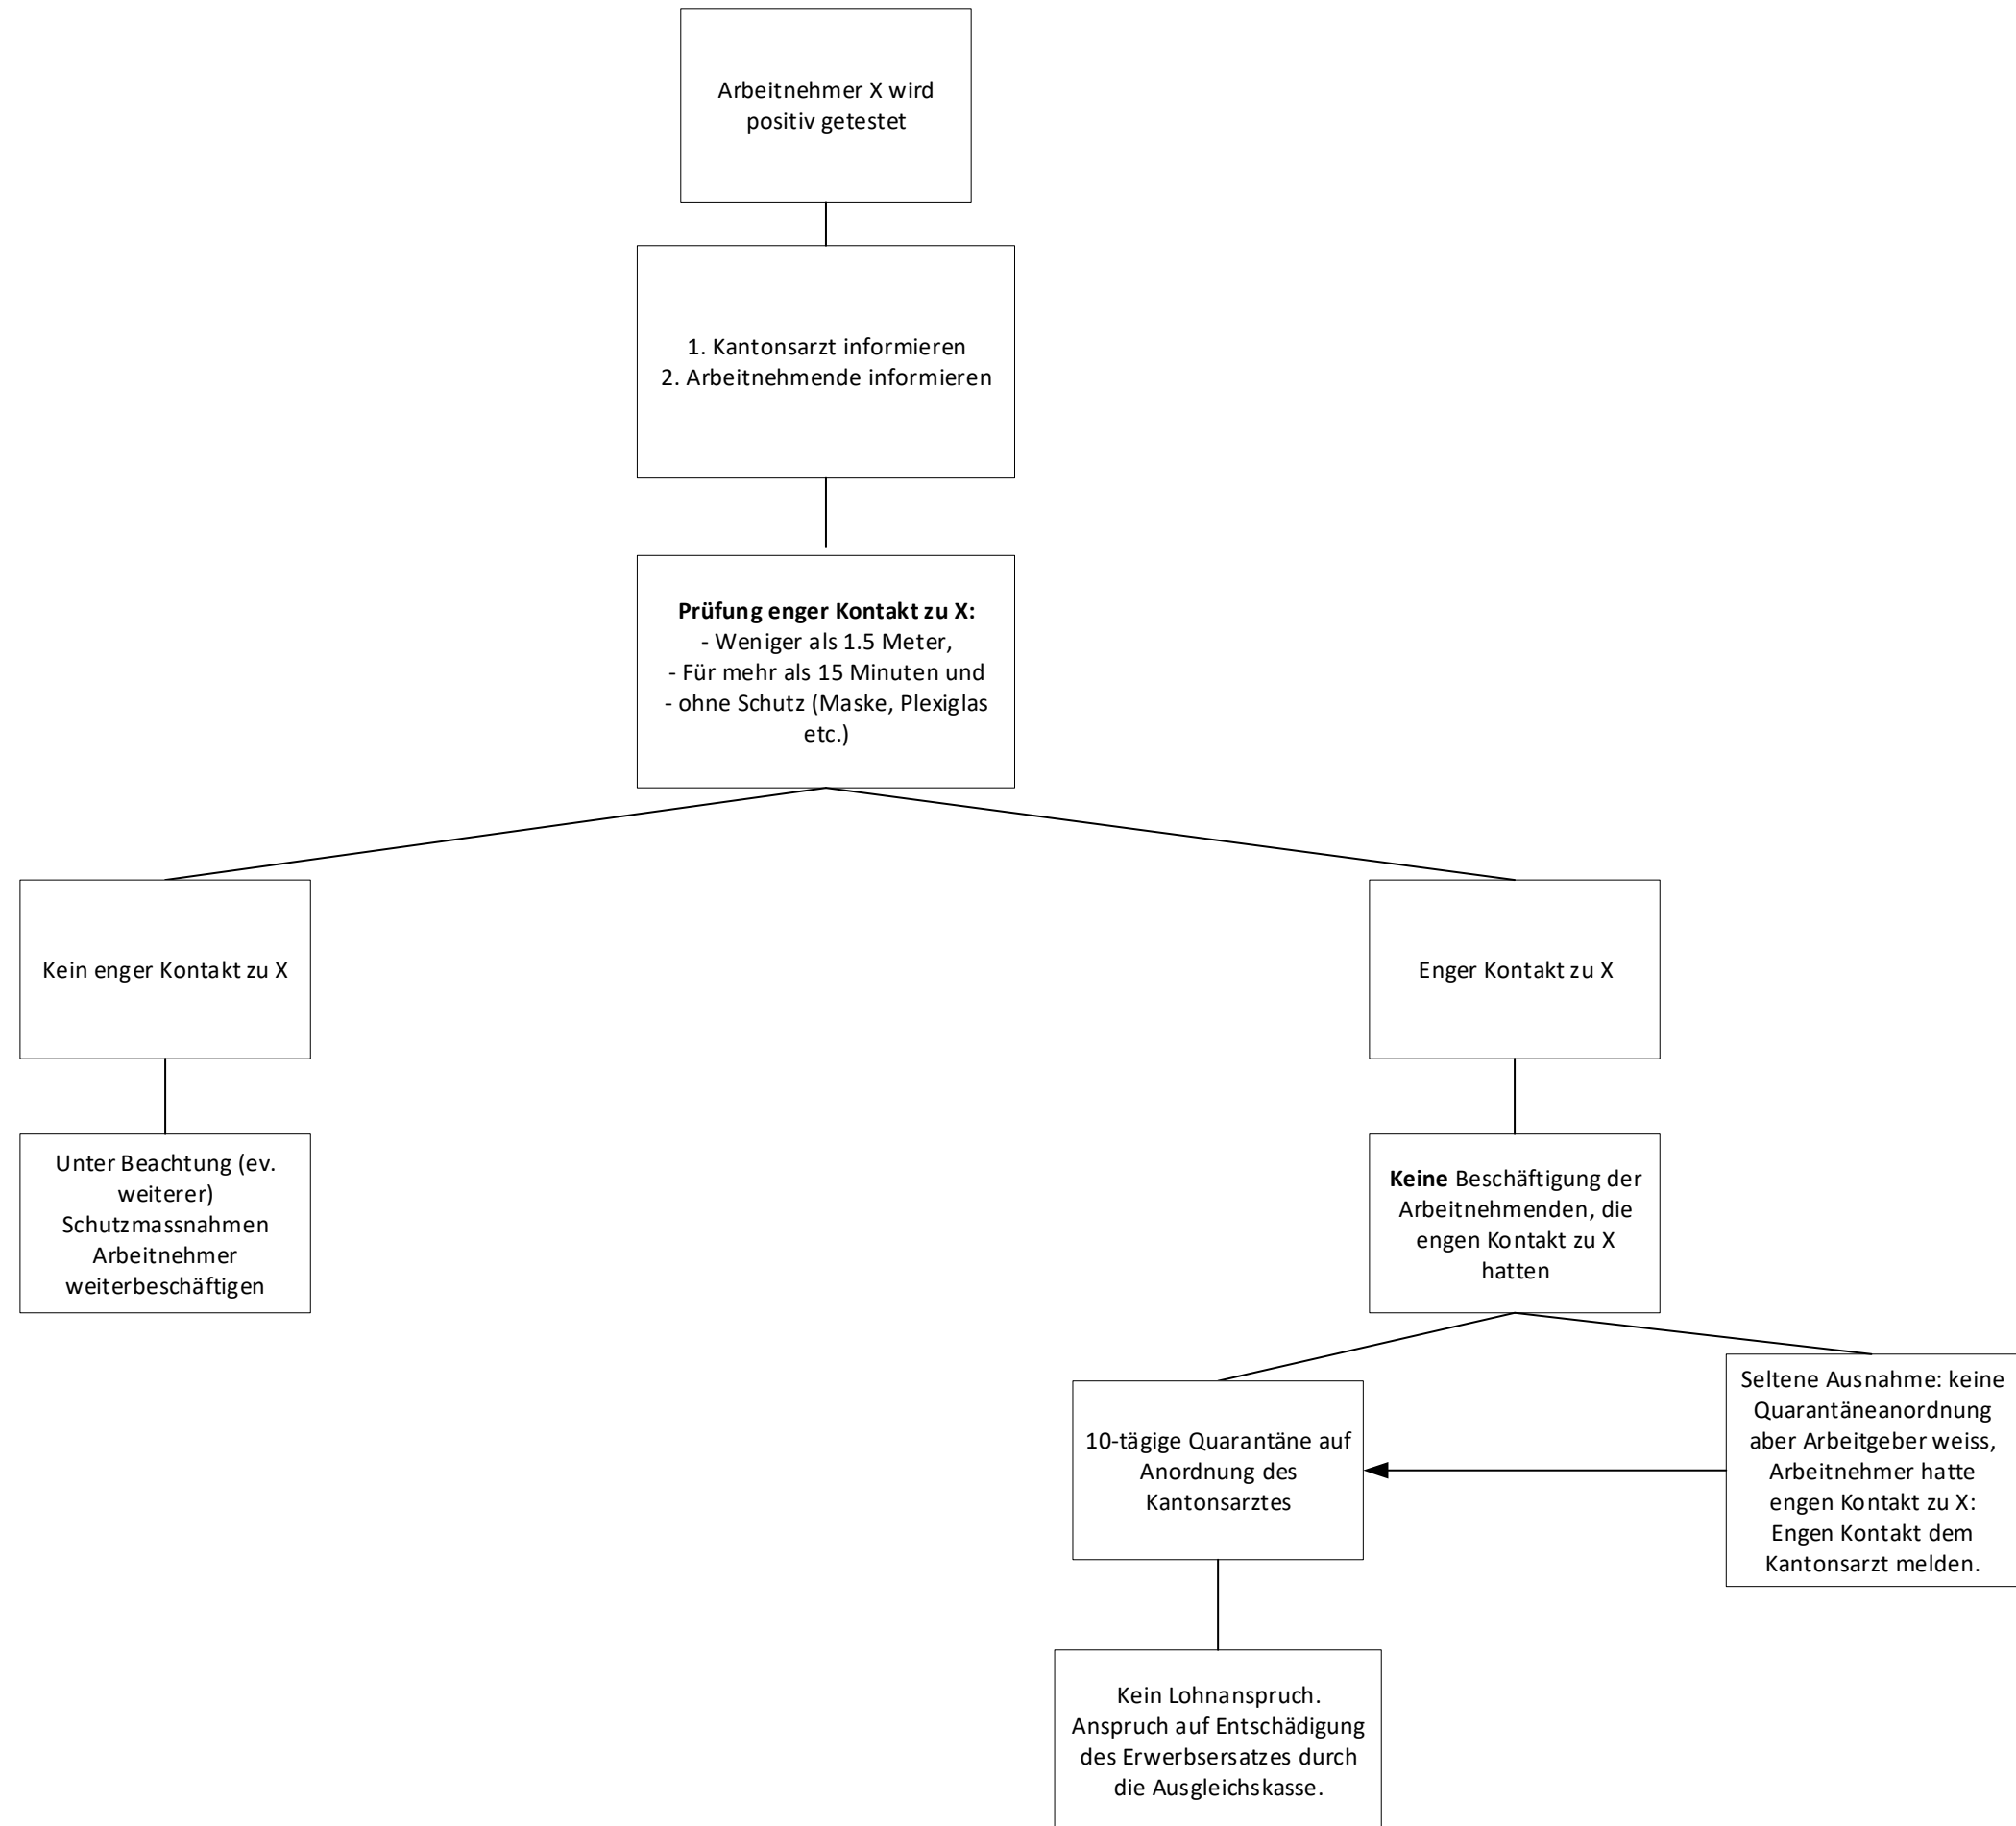 Arbeitnehmer X wird
positiv getestet
1. Kantonsarzt informieren
2. Arbeitnehmende informieren
Prüfung enger Kontakt zu X:
- Weniger als 1.5 Meter,
- Für mehr als 15 Minuten und
- ohne Schutz (Maske, Plexiglas
etc.)
Kein enger Kontakt zu X
Enger Kontakt zu X
Unter Beachtung (ev.
weiterer)
Schutzmassnahmen
Arbeitnehmer
weiterbeschäftigen
Keine Beschäftigung der
Arbeitnehmenden, die
engen Kontakt zu X
hatten
10-tägige Quarantäne auf
Anordnung des
Kantonsarztes
Seltene Ausnahme: keine
Quarantäneanordnung
aber Arbeitgeber weiss,
Arbeitnehmer hatte
engen Kontakt zu X:
Engen Kontakt dem
Kantonsarzt melden.
Kein Lohnanspruch.
Anspruch auf Entschädigung
des Erwerbsersatzes durch
die Ausgleichskasse.